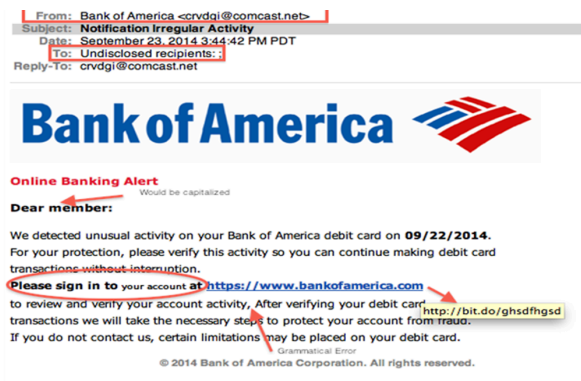 From: Bank of America <crvdgi@comcast.net>
Subject: Notification Irregular Activity
Date: September 23, 2014 3:44:42 PM PDT
To: Undisclosed recipients: ;
Reply-To: crvdgi@comcast.net
Bank of America
Online Banking Alert
Would be capitalized
Dear member:
We detected unusual activity on your Bank of America debit card on 09/22/2014.
For your protection, please verify this activity so you can continue making debit card
transactions without interruption.
Please sign in to your account at https://www.bankofamerica.com
to review and verify your account activity, After verifying your debit card
http://bit.do/ghsdfhgsd
transactions we will take the necessary steps to protect your account from fraud.
If you do not contact us, certain limitations may be placed on your debit card.
Grammatical Error
© 2014 Bank of America Corporation. All rights reserved.